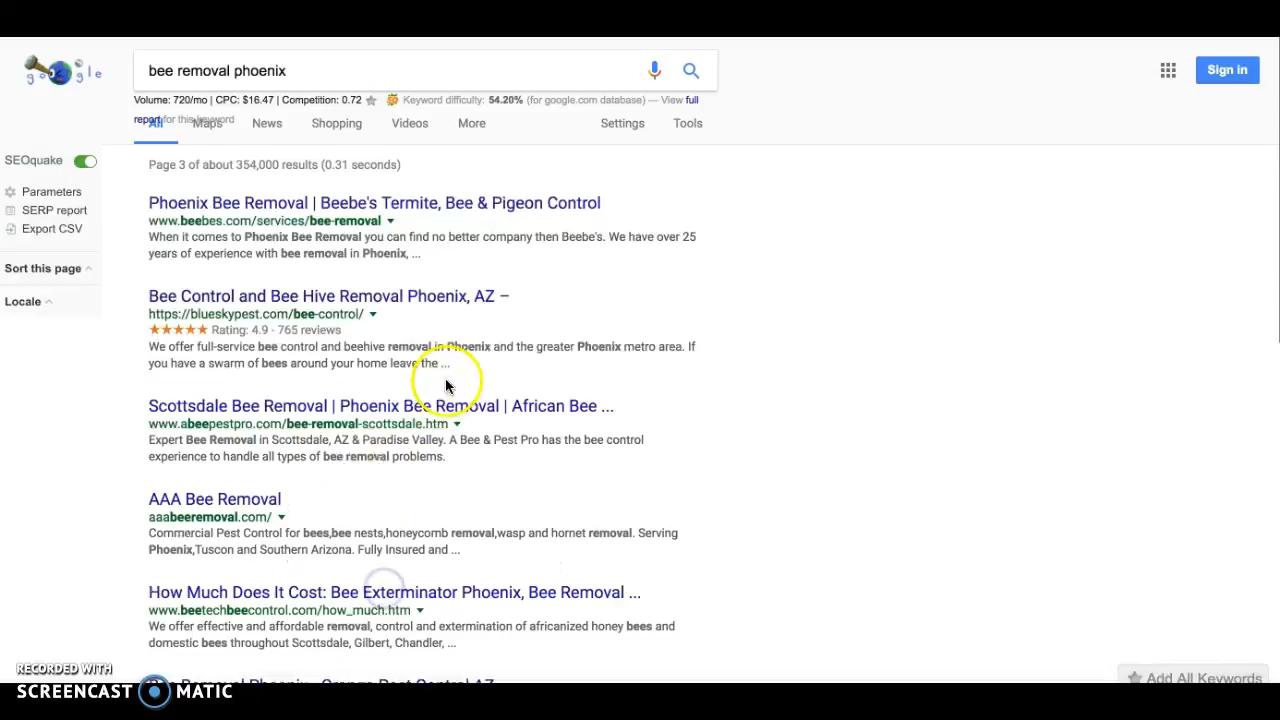 google
bee removal phoenix
Sign in
Volume: 720/mo | CPC: $16.47 | Competition: 0.72 Keyword difficulty: 54.20% (for google.com database) — View full
report for this keyword
All Maps News Shopping Videos More Settings Tools
SEOquake
Parameters
SERP report
Export CSV
Sort this page
Locale
Page 3 of about 354,000 results (0.31 seconds)
Phoenix Bee Removal | Beebe's Termite, Bee & Pigeon Control
www.beebes.com/services/bee-removal
When it comes to Phoenix Bee Removal you can find no better company then Beebe's. We have over 25
years of experience with bee removal in Phoenix, ...
Bee Control and Bee Hive Removal Phoenix, AZ –
https://blueskypest.com/bee-control/
Rating: 4.9 - 765 reviews
We offer full-service bee control and beehive removal in Phoenix and the greater Phoenix metro area. If
you have a swarm of bees around your home leave the ...
Scottsdale Bee Removal | Phoenix Bee Removal | African Bee ...
www.abeepestpro.com/bee-removal-scottsdale.htm
Expert Bee Removal in Scottsdale, AZ & Paradise Valley. A Bee & Pest Pro has the bee control
experience to handle all types of bee removal problems.
AAA Bee Removal
aaabeeremoval.com/
Commercial Pest Control for bees,bee nests,honeycomb removal,wasp and hornet removal. Serving
Phoenix,Tuscon and Southern Arizona. Fully Insured and ...
How Much Does It Cost: Bee Exterminator Phoenix, Bee Removal ...
www.beetechbeecontrol.com/how_much.htm
We offer effective and affordable removal, control and extermination of africanized honey bees and
domestic bees throughout Scottsdale, Gilbert, Chandler, ...
Bee Removal Phoenix - Orange Pest Control AZ
Add All Keywords
RECORDED WITH
SCREENCAST MATIC